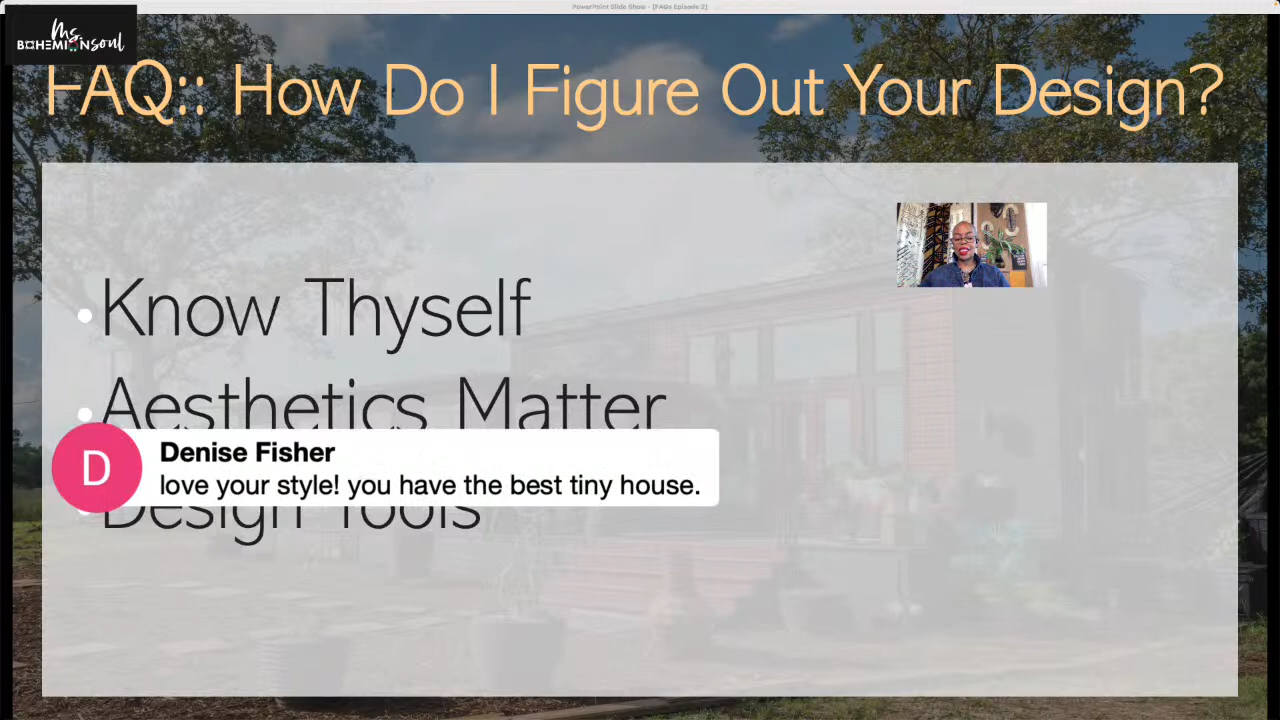 PowerPoint Slide Show - [FAQs Episode 2]
Ms
BOHEMIANSOUL
FAQ:: How Do I Figure Out Your Design?
• Know Thyself
• Aesthetics Matter
D
Denise Fisher
love your style! you have the best tiny house.
Design Tools